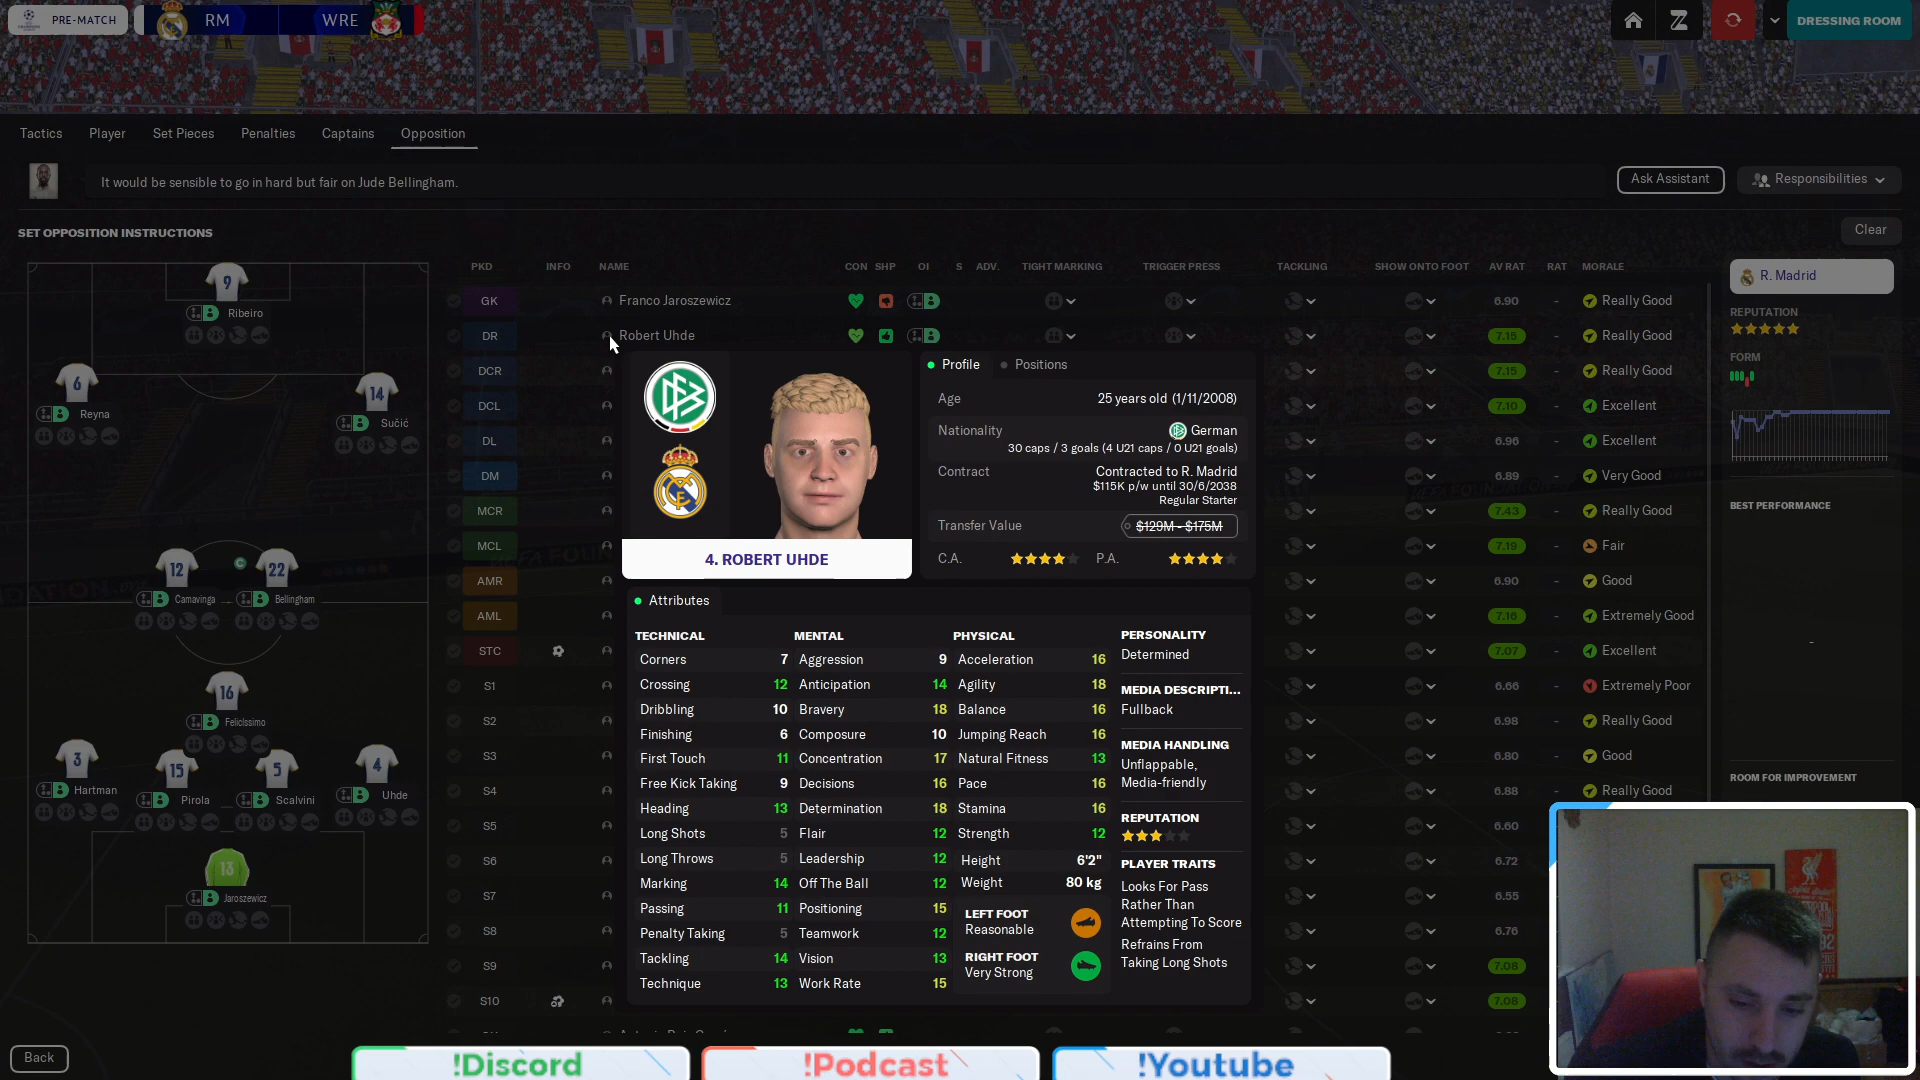 PRE-MATCH
RM
WRE
DRESSING ROOM
Tactics
Player
Set Pieces
Penalties
Captains
Opposition
It would be sensible to go in hard but fair on Jude Bellingham.
Ask Assistant
Responsibilities
SET OPPOSITION INSTRUCTIONS
Clear
PKD INFO NAME CON SHP OI S ADV. TIGHT MARKING TRIGGER PRESS TACKLING SHOW ONTO FOOT AV RAT RAT MORALE
GK Franco Jaroszewicz 6.90 - Really Good
DR Robert Uhde 7.15 - Really Good
DCR 7.15 - Really Good
DCL 7.10 - Excellent
DL 6.96 - Excellent
DM 6.89 - Very Good
MCR 7.43 - Really Good
MCL 7.19 - Fair
AMR 6.90 - Good
AML 7.16 - Extremely Good
STC 7.07 - Excellent
S1 6.66 - Extremely Poor
S2 6.98 - Really Good
S3 6.80 - Good
S4 6.88 - Really Good
S5 6.60
S6 6.72
S7 6.55
S8 6.76
S9 7.08
S10 7.08
9
Ribeiro
6
Reyna
14
Sučić
12
Camavinga
C
22
Bellingham
16
Felicíssimo
3
Hartman
15
Pirola
5
Scalvini
4
Uhde
13
Jaroszewicz
4. ROBERT UHDE
Profile
Positions
Age 25 years old (1/11/2008)
Nationality German
30 caps / 3 goals (4 U21 caps / 0 U21 goals)
Contract Contracted to R. Madrid
$115K p/w until 30/6/2038
Regular Starter
Transfer Value $129M - $175M
C.A. P.A.
Attributes
TECHNICAL MENTAL PHYSICAL
Corners 7 Aggression 9 Acceleration 16
Crossing 12 Anticipation 14 Agility 18
Dribbling 10 Bravery 18 Balance 16
Finishing 6 Composure 10 Jumping Reach 16
First Touch 11 Concentration 17 Natural Fitness 13
Free Kick Taking 9 Decisions 16 Pace 16
Heading 13 Determination 18 Stamina 16
Long Shots 5 Flair 12 Strength 12
Long Throws 5 Leadership 12 Height 6'2"
Marking 14 Off The Ball 12 Weight 80 kg
Passing 11 Positioning 15
Penalty Taking 5 Teamwork 12
Tackling 14 Vision 13
Technique 13 Work Rate 15
LEFT FOOT
Reasonable
RIGHT FOOT
Very Strong
PERSONALITY
Determined
MEDIA DESCRIPTI...
Fullback
MEDIA HANDLING
Unflappable,
Media-friendly
REPUTATION
PLAYER TRAITS
Looks For Pass
Rather Than
Attempting To Score
Refrains From
Taking Long Shots
R. Madrid
REPUTATION
FORM
BEST PERFORMANCE
-
ROOM FOR IMPROVEMENT
Back
!Discord
!Podcast
!Youtube